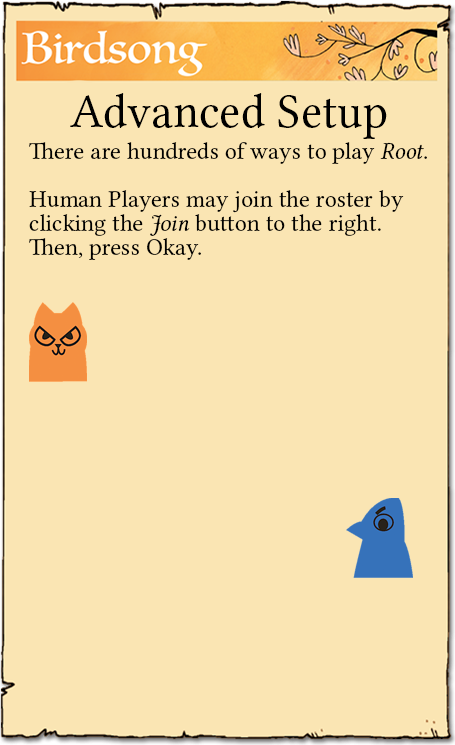 Birdsong
Advanced Setup
There are hundreds of ways to play Root.
Human Players may join the roster by
clicking the Join button to the right.
Then, press Okay.